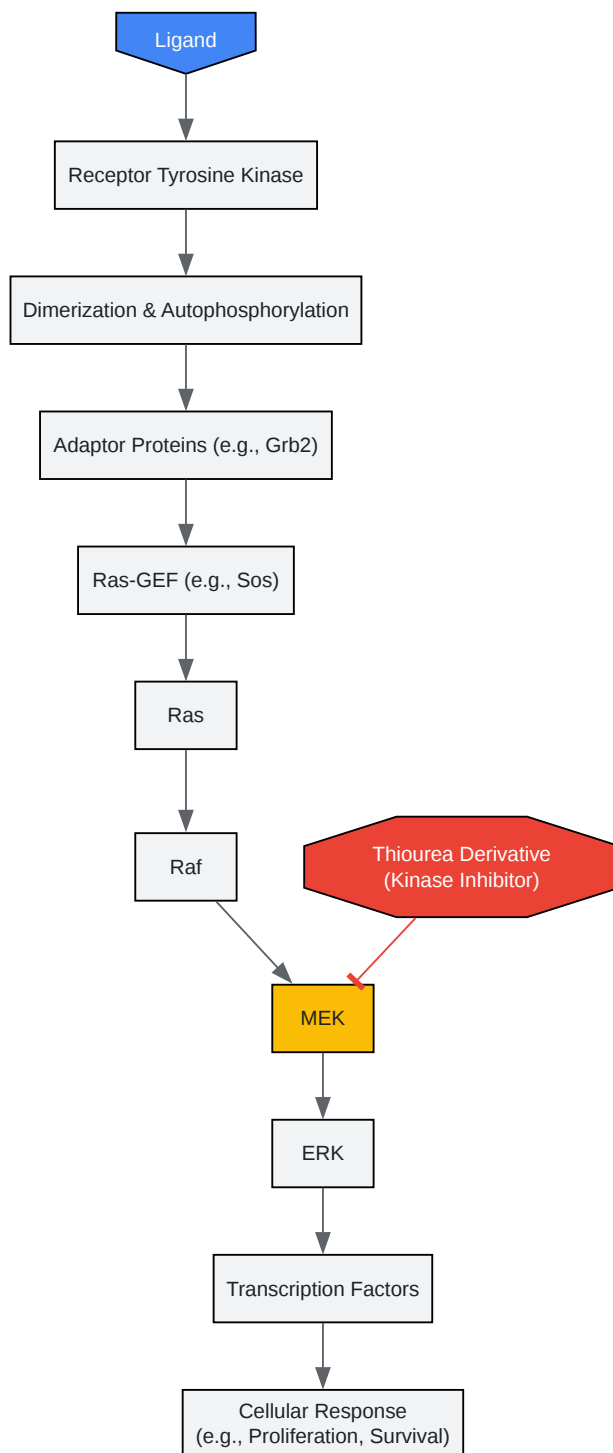 Ligand
Receptor Tyrosine Kinase
Dimerization & Autophosphorylation
Adaptor Proteins (e.g., Grb2)
Ras-GEF (e.g., Sos)
Ras
Raf
Thiourea Derivative
(Kinase Inhibitor)
MEK
ERK
Transcription Factors
Cellular Response
(e.g., Proliferation, Survival)